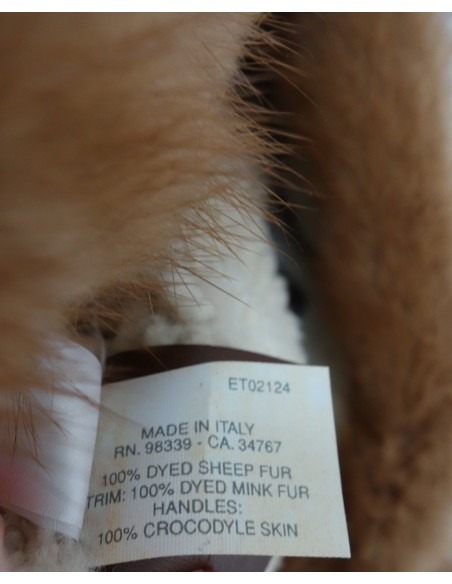 ET02124
MADE IN ITALY
RN. 98339 - CA. 34767
100% DYED SHEEP FUR
TRIM: 100% DYED MINK FUR
HANDLES:
100% CROCODYLE SKIN